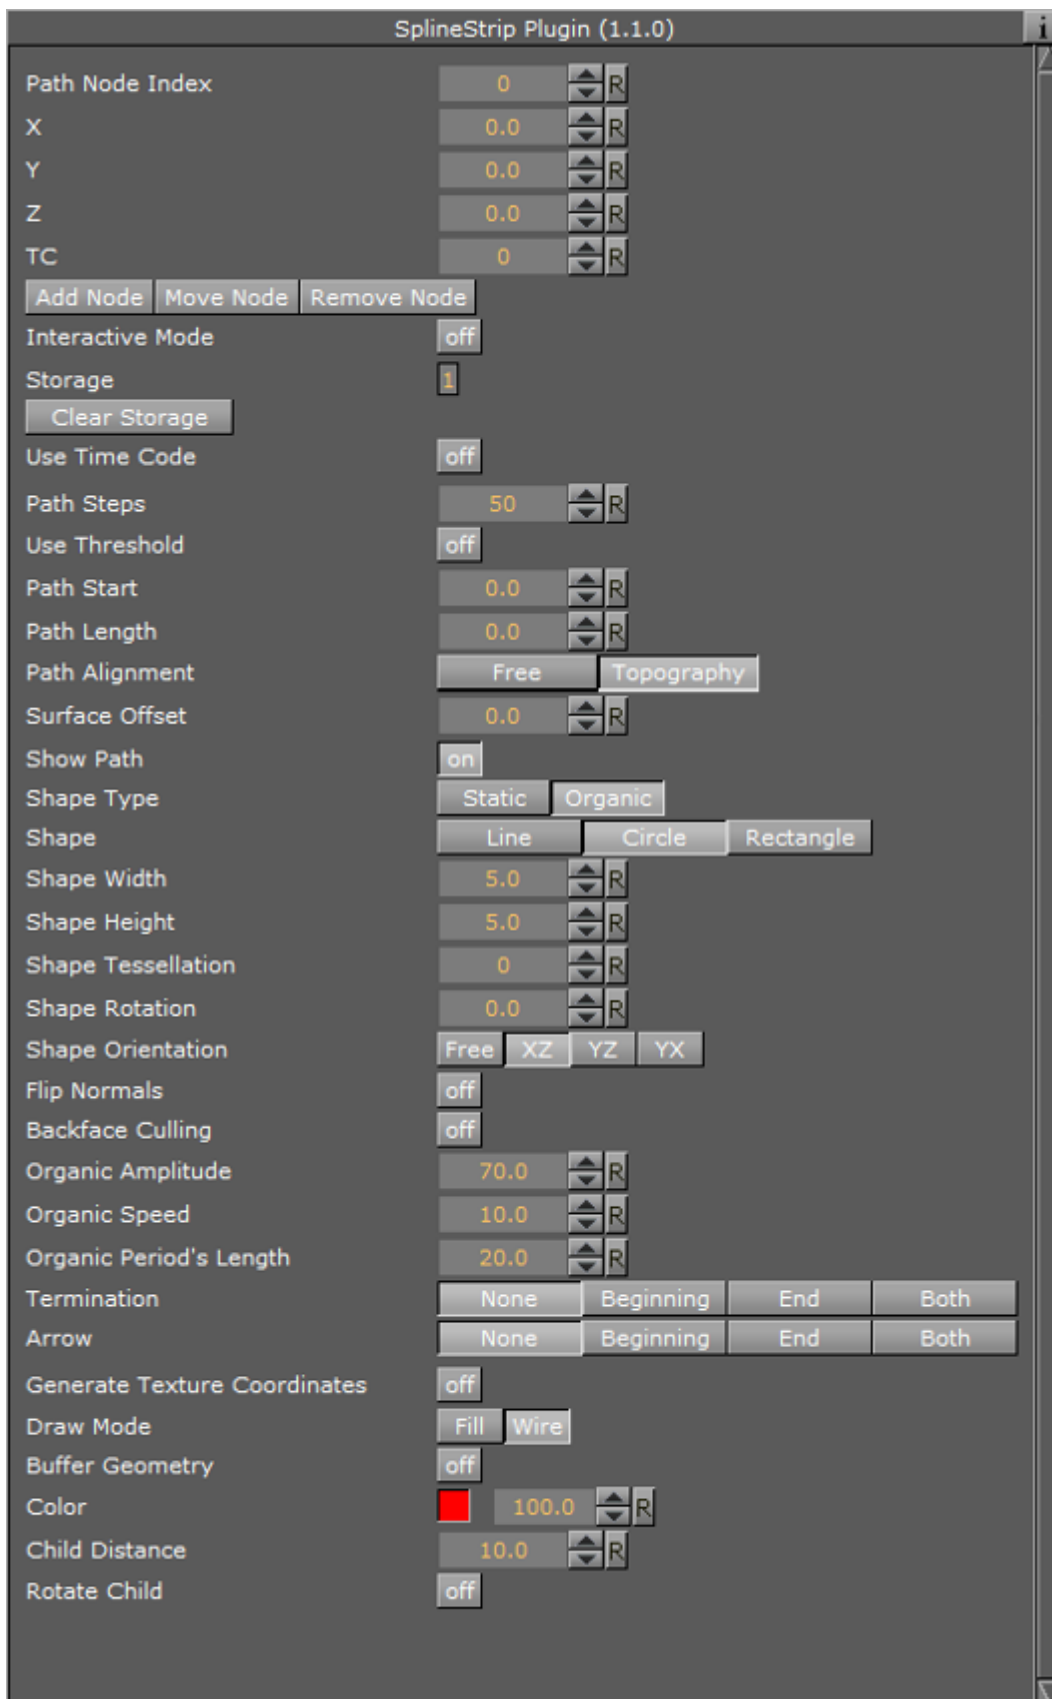 SplineStrip Plugin (1.1.0) i
Path Node Index 0 R
X 0.0 R
Y 0.0 R
Z 0.0 R
TC 0 R
Add Node Move Node Remove Node
Interactive Mode off
Storage 1
Clear Storage
Use Time Code off
Path Steps 50 R
Use Threshold off
Path Start 0.0 R
Path Length 0.0 R
Path Alignment Free Topography
Surface Offset 0.0 R
Show Path on
Shape Type Static Organic
Shape Line Circle Rectangle
Shape Width 5.0 R
Shape Height 5.0 R
Shape Tessellation 0 R
Shape Rotation 0.0 R
Shape Orientation Free XZ YZ YX
Flip Normals off
Backface Culling off
Organic Amplitude 70.0 R
Organic Speed 10.0 R
Organic Period's Length 20.0 R
Termination None Beginning End Both
Arrow None Beginning End Both
Generate Texture Coordinates off
Draw Mode Fill Wire
Buffer Geometry off
Color 100.0 R
Child Distance 10.0 R
Rotate Child off